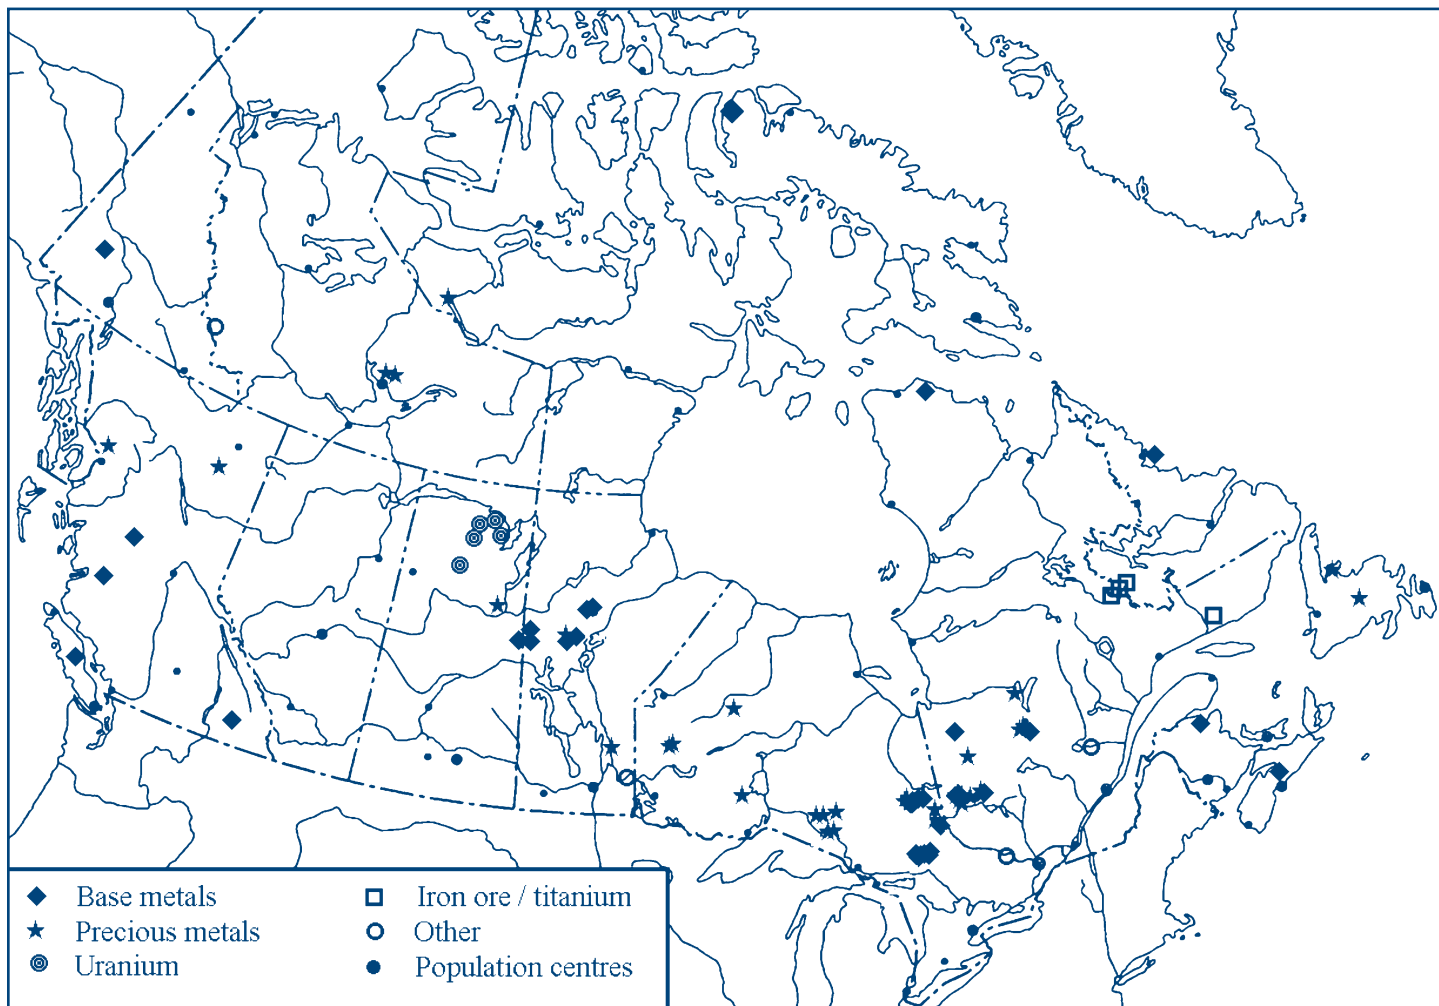 Base metals
Precious metals
Uranium
Iron ore / titanium
Other
Population centres